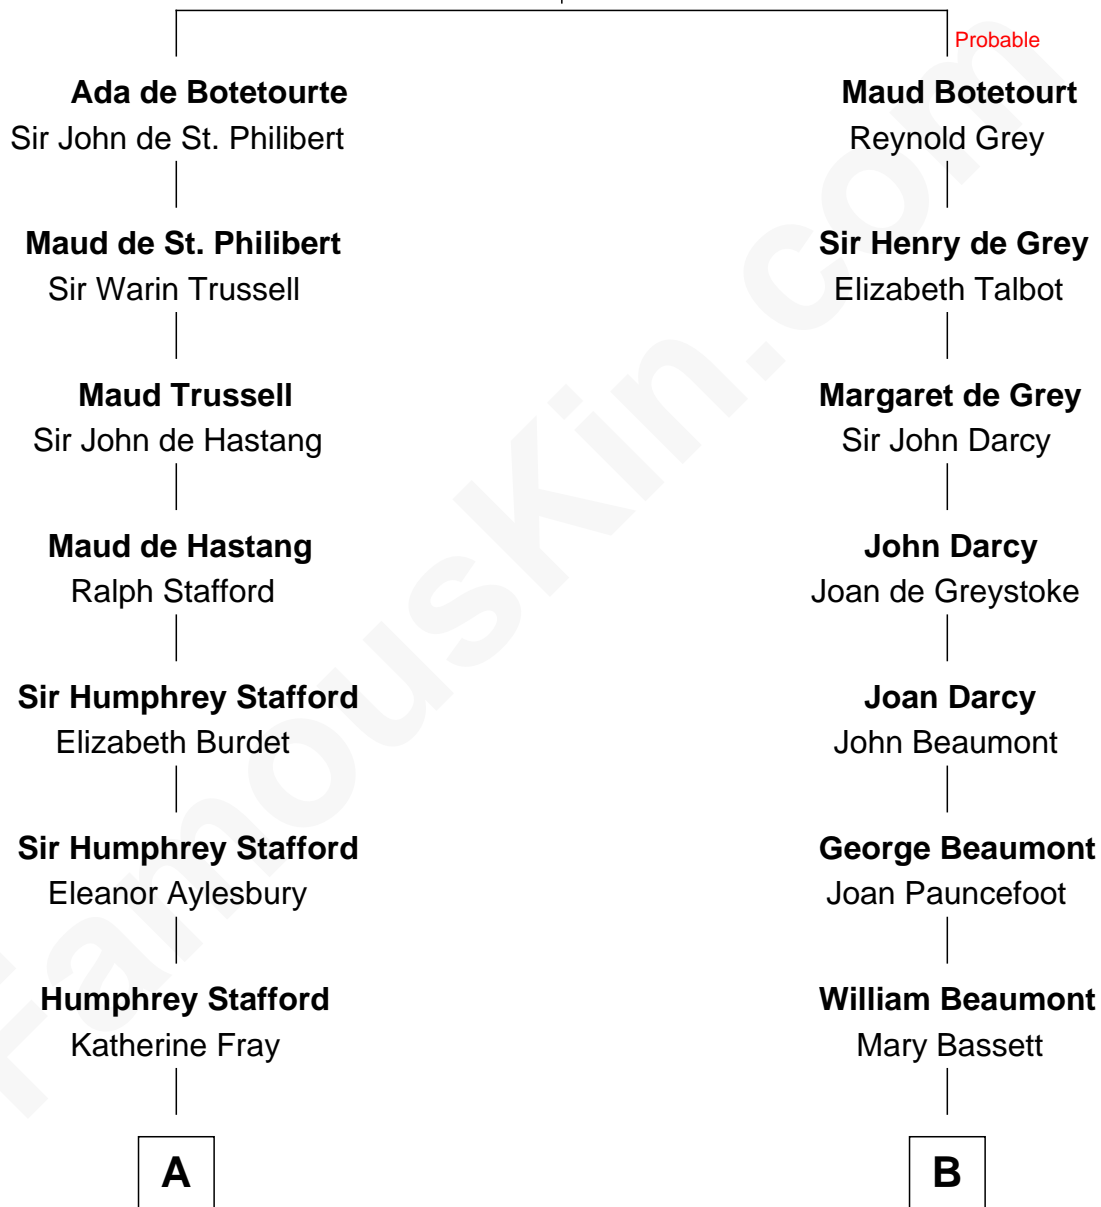 Probable
Ada de Botetourte
Sir John de St. Philibert
Maud Botetourt
Reynold Grey
Maud de St. Philibert
Sir Warin Trussell
Sir Henry de Grey
Elizabeth Talbot
Maud Trussell
Sir John de Hastang
Margaret de Grey
Sir John Darcy
Maud de Hastang
Ralph Stafford
John Darcy
Joan de Greystoke
Sir Humphrey Stafford
Elizabeth Burdet
Joan Darcy
John Beaumont
Sir Humphrey Stafford
Eleanor Aylesbury
George Beaumont
Joan Pauncefoot
Humphrey Stafford
Katherine Fray
William Beaumont
Mary Bassett
A
B
FamousKin.com